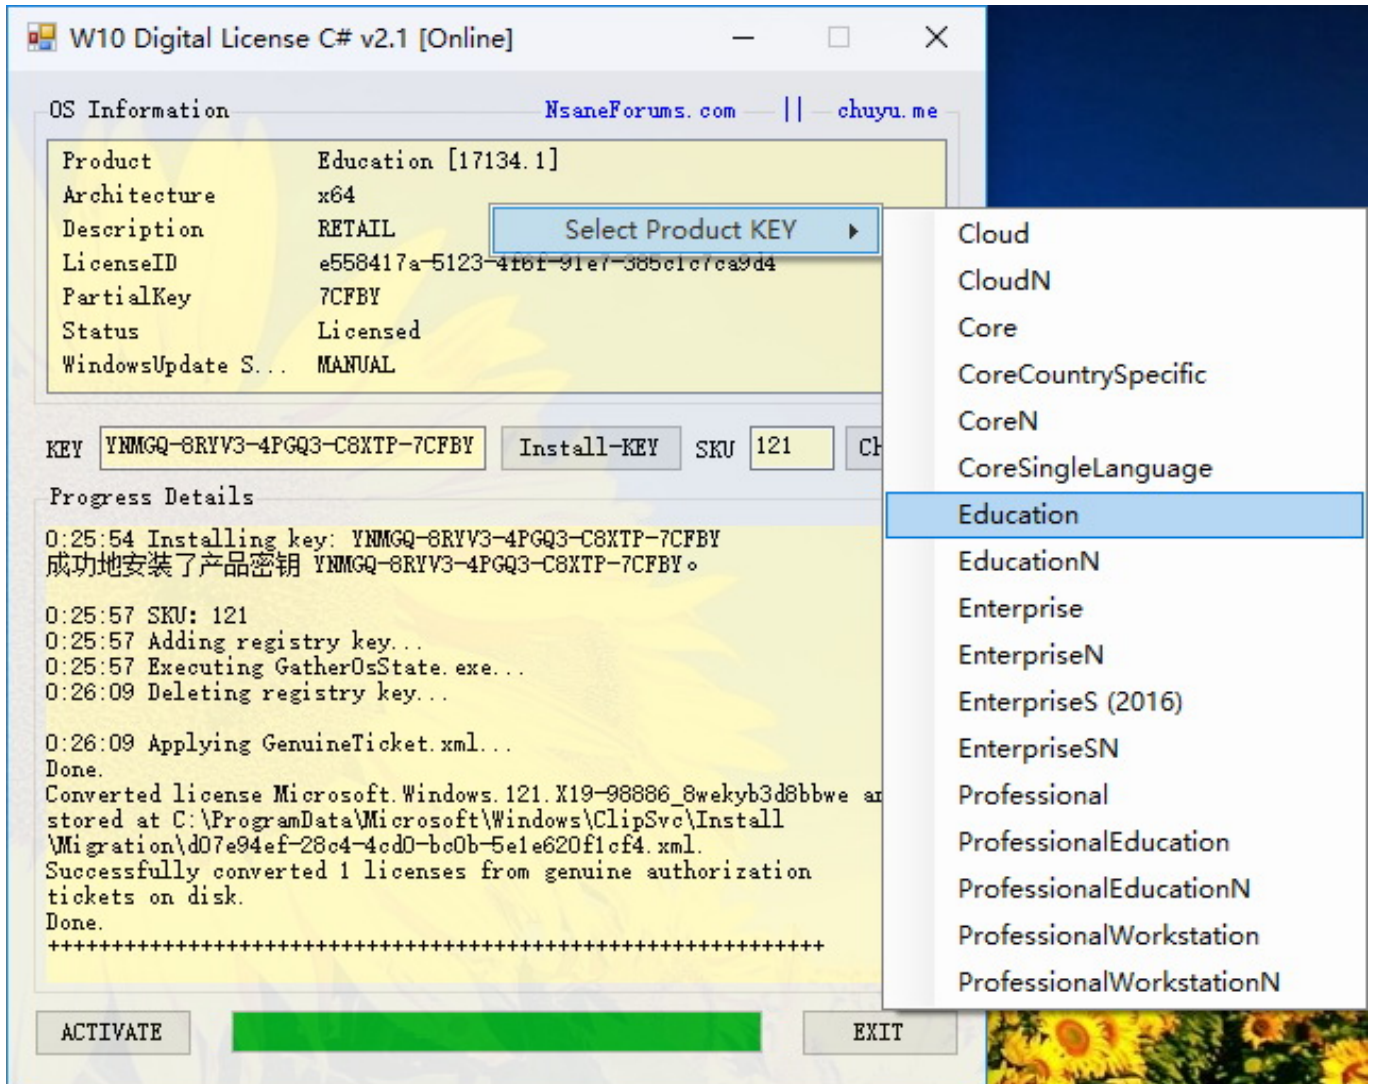 W10 Digital License C# v2.1 [Online]
OS Information NsaneForums.com || chuyu.me
Product Education [17134.1]
Architecture x64
Description RETAIL
LicenseID e558417a-5123-4f6f-91e7-385c1c7ca9d4
PartialKey 7CFBY
Status Licensed
WindowsUpdate S... MANUAL
Select Product KEY
Cloud
CloudN
Core
CoreCountrySpecific
CoreN
CoreSingleLanguage
Education
EducationN
Enterprise
EnterpriseN
EnterpriseS (2016)
EnterpriseSN
Professional
ProfessionalEducation
ProfessionalEducationN
ProfessionalWorkstation
ProfessionalWorkstationN
KEY YNMGQ-8RYV3-4PGQ3-C8XTP-7CFBY Install-KEY SKU 121
Progress Details
0:25:54 Installing key: YNMGQ-8RYV3-4PGQ3-C8XTP-7CFBY
成功地安装了产品密钥 YNMGQ-8RYV3-4PGQ3-C8XTP-7CFBY。
0:25:57 SKU: 121
0:25:57 Adding registry key...
0:25:57 Executing GatherOsState.exe...
0:26:09 Deleting registry key...
0:26:09 Applying GenuineTicket.xml...
Done.
Converted license Microsoft.Windows.121.X19-98886_8wekyb3d8bbwe
stored at C:\ProgramData\Microsoft\Windows\ClipSvc\Install
\Migration\d07e94ef-28c4-4cd0-bc0b-5e1e620f1cf4.xml.
Successfully converted 1 licenses from genuine authorization
tickets on disk.
Done.
+++++++++++++++++++++++++++++++++++++++++++++++++++++++++++++
ACTIVATE EXIT